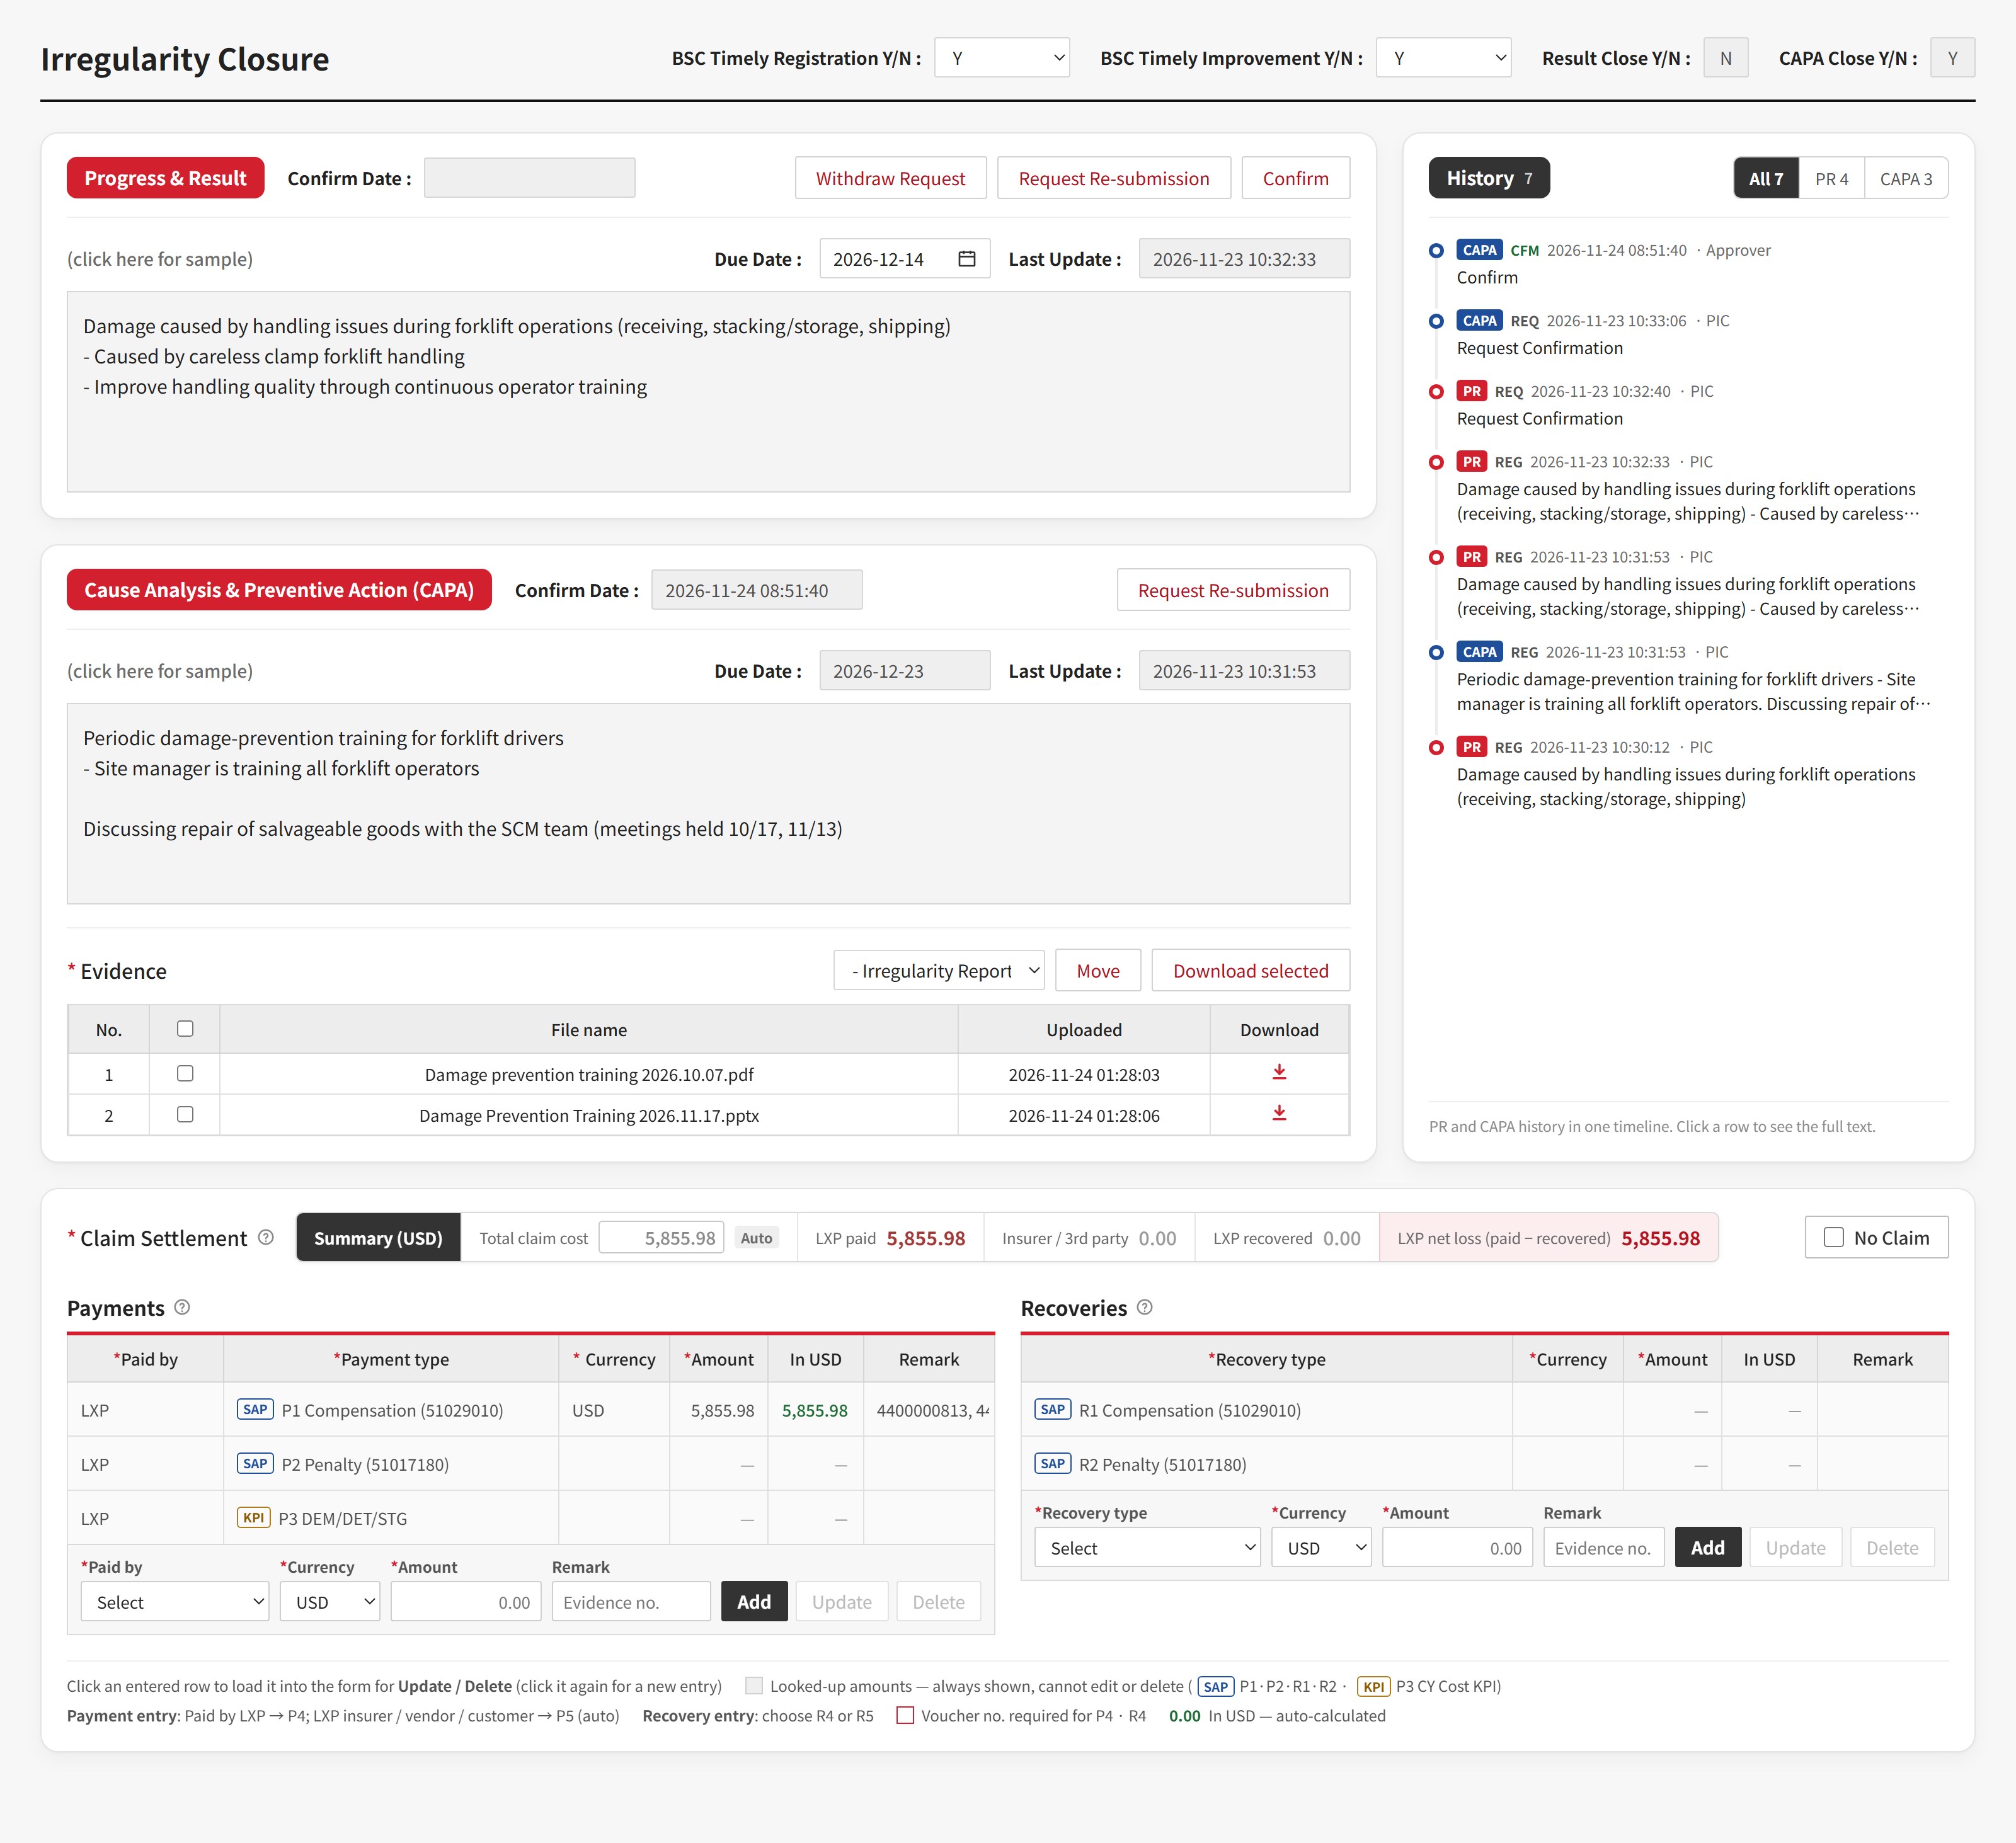 Irregularity Closure
BSC Timely Registration Y/N : Y
BSC Timely Improvement Y/N : Y
Result Close Y/N : N
CAPA Close Y/N : Y
Progress & Result
Confirm Date :
Withdraw Request
Request Re-submission
Confirm
(click here for sample)
Due Date : 2026-12-14
Last Update : 2026-11-23 10:32:33
Damage caused by handling issues during forklift operations (receiving, stacking/storage, shipping)
- Caused by careless clamp forklift handling
- Improve handling quality through continuous operator training
Cause Analysis & Preventive Action (CAPA)
Confirm Date : 2026-11-24 08:51:40
Request Re-submission
(click here for sample)
Due Date : 2026-12-23
Last Update : 2026-11-23 10:31:53
Periodic damage-prevention training for forklift drivers
- Site manager is training all forklift operators
Discussing repair of salvageable goods with the SCM team (meetings held 10/17, 11/13)
* Evidence
- Irregularity Report
Move
Download selected
No. File name Uploaded Download
1 Damage prevention training 2026.10.07.pdf 2026-11-24 01:28:03
2 Damage Prevention Training 2026.11.17.pptx 2026-11-24 01:28:06
History 7
All 7 PR 4 CAPA 3
CAPA CFM 2026-11-24 08:51:40 · Approver
Confirm
CAPA REQ 2026-11-23 10:33:06 · PIC
Request Confirmation
PR REQ 2026-11-23 10:32:40 · PIC
Request Confirmation
PR REG 2026-11-23 10:32:33 · PIC
Damage caused by handling issues during forklift operations
(receiving, stacking/storage, shipping) - Caused by careless…
PR REG 2026-11-23 10:31:53 · PIC
Damage caused by handling issues during forklift operations
(receiving, stacking/storage, shipping) - Caused by careless…
CAPA REG 2026-11-23 10:31:53 · PIC
Periodic damage-prevention training for forklift drivers - Site
manager is training all forklift operators. Discussing repair of…
PR REG 2026-11-23 10:30:12 · PIC
Damage caused by handling issues during forklift operations
(receiving, stacking/storage, shipping)
PR and CAPA history in one timeline. Click a row to see the full text.
* Claim Settlement ?
Summary (USD)
Total claim cost 5,855.98 Auto
LXP paid 5,855.98
Insurer / 3rd party 0.00
LXP recovered 0.00
LXP net loss (paid − recovered) 5,855.98
No Claim
Payments ?
*Paid by *Payment type * Currency *Amount In USD Remark
LXP SAP P1 Compensation (51029010) USD 5,855.98 5,855.98 4400000813, 44
LXP SAP P2 Penalty (51017180) — —
LXP KPI P3 DEM/DET/STG — —
*Paid by *Currency *Amount Remark
Select USD 0.00 Evidence no. Add Update Delete
Recoveries ?
*Recovery type *Currency *Amount In USD Remark
SAP R1 Compensation (51029010) — —
SAP R2 Penalty (51017180) — —
*Recovery type *Currency *Amount Remark
Select USD 0.00 Evidence no. Add Update Delete
Click an entered row to load it into the form for Update / Delete (click it again for a new entry) Looked-up amounts — always shown, cannot edit or delete ( SAP P1·P2·R1·R2 · KPI P3 CY Cost KPI)
Payment entry: Paid by LXP → P4; LXP insurer / vendor / customer → P5 (auto) Recovery entry: choose R4 or R5 Voucher no. required for P4 · R4 0.00 In USD — auto-calculated